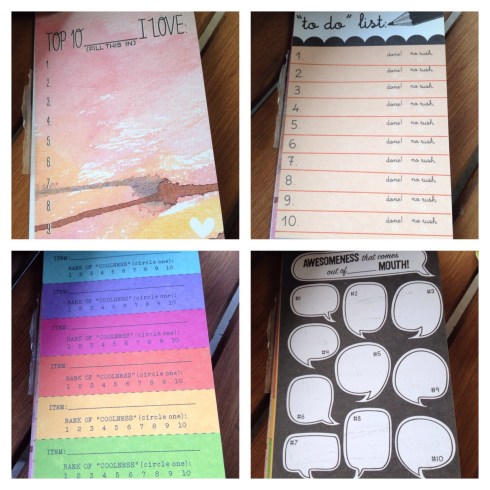 TOP 10 ________ I LOVE:
(FILL THIS IN)
1.
2.
3.
4.
5.
6.
7.
8.
9.
"to do" list:
1. done! no rush
2. done! no rush
3. done! no rush
4. done! no rush
5. done! no rush
6. done! no rush
7. done! no rush
8. done! no rush
9. done! no rush
10. done! no rush
ITEM:
RANK OF "COOLNESS" (circle one):
1 2 3 4 5 6 7 8 9 10
ITEM:
RANK OF "COOLNESS" (circle one):
1 2 3 4 5 6 7 8 9 10
ITEM:
RANK OF "COOLNESS" (circle one):
1 2 3 4 5 6 7 8 9 10
ITEM:
RANK OF "COOLNESS" (circle one):
1 2 3 4 5 6 7 8 9 10
ITEM:
RANK OF "COOLNESS" (circle one):
1 2 3 4 5 6 7 8 9 10
ITEM:
RANK OF "COOLNESS" (circle one):
1 2 3 4 5 6 7 8 9 10
AWESOMENESS that comes
out of ______ MOUTH!
#1
#2
#3
#4
#5
#6
#7
#8
#9
#10